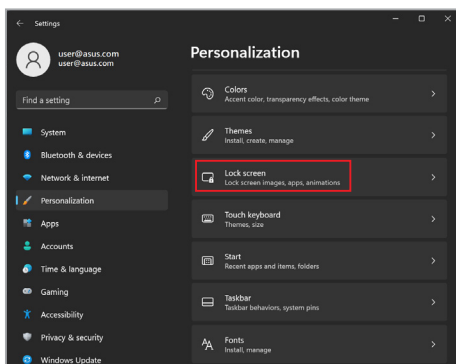 Settings
user@asus.com
user@asus.com
Find a setting
System
Bluetooth & devices
Network & internet
Personalization
Apps
Accounts
Time & language
Gaming
Accessibility
Privacy & security
Windows Update
Personalization
Colors
Accent color, transparency effects, color theme
Themes
Install, create, manage
Lock screen
Lock screen images, apps, animations
Touch keyboard
Themes, size
Start
Recent apps and items, folders
Taskbar
Taskbar behaviors, system pins
Fonts
Install, manage